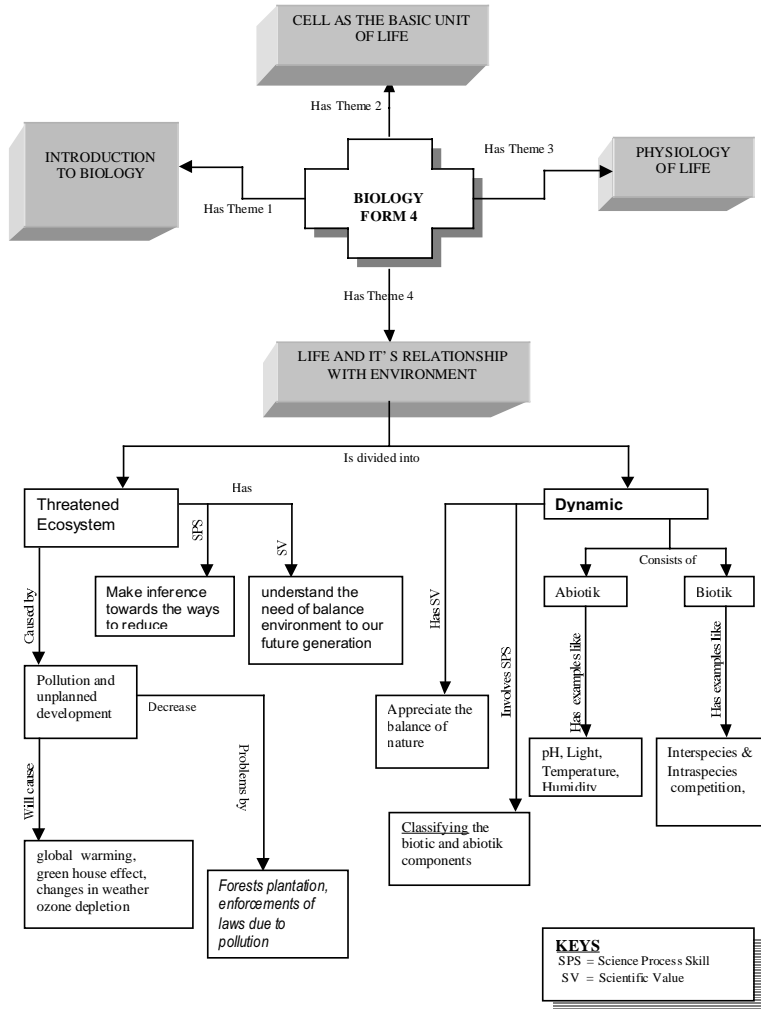 CELL AS THE BASIC UNIT
OF LIFE
Has Theme 2
INTRODUCTION
TO BIOLOGY
Has Theme 1
BIOLOGY
FORM 4
Has Theme 3
PHYSIOLOGY
OF LIFE
Has Theme 4
LIFE AND IT'S RELATIONSHIP
WITH ENVIRONMENT
Is divided into
Threatened
Ecosystem
Has
SPS
SV
Make inference
towards the ways
to reduce
understand the
need of balance
environment to our
future generation
Caused by
Pollution and
unplanned
development
Decrease
Problems by
Will cause
global warming,
green house effect,
changes in weather
ozone depletion
Forests plantation,
enforcements of
laws due to
pollution
Dynamic
Has SV
Involves SPS
Consists of
Abiotik
Biotik
Has examples like
Has examples like
Appreciate the
balance of
nature
pH, Light,
Temperature,
Humidity
Interspecies &
Intraspecies
competition,
Classifying the
biotic and abiotik
components
KEYS
SPS = Science Process Skill
SV = Scientific Value